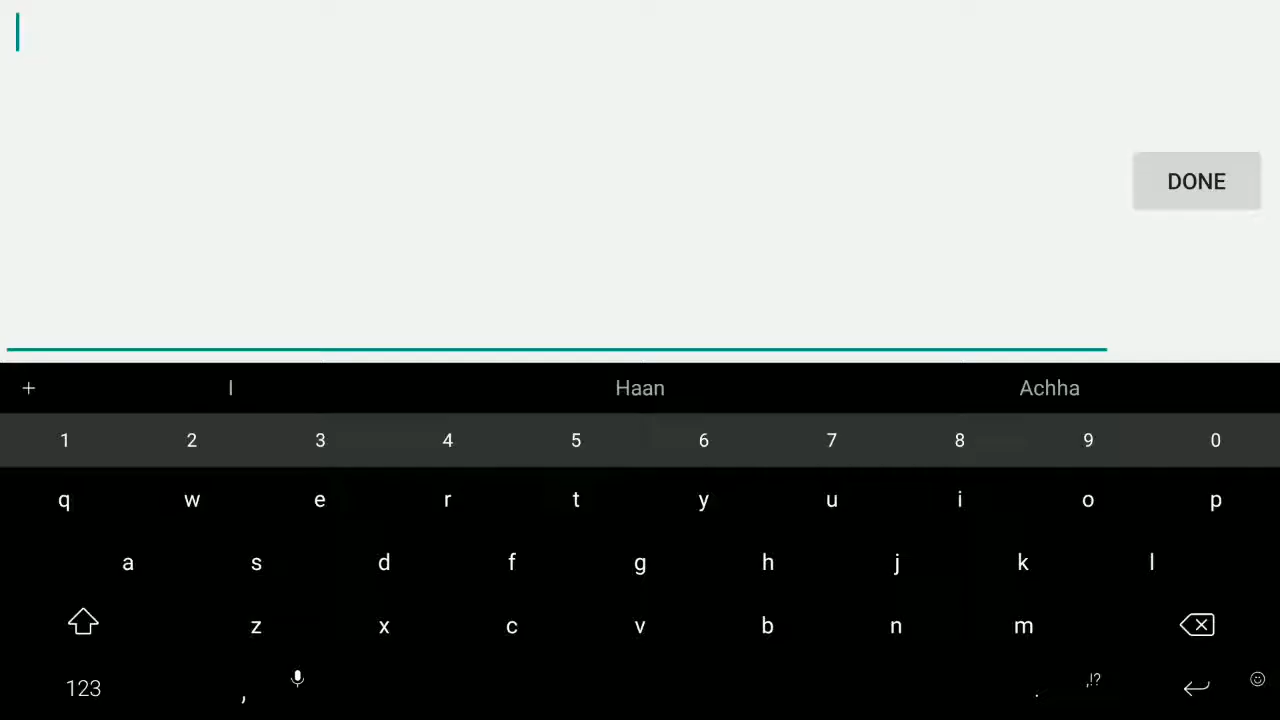 DONE
+ I Haan Achha
1 2 3 4 5 6 7 8 9 0
q w e r t y u i o p
a s d f g h j k l
z x c v b n m
123 , . ,!?